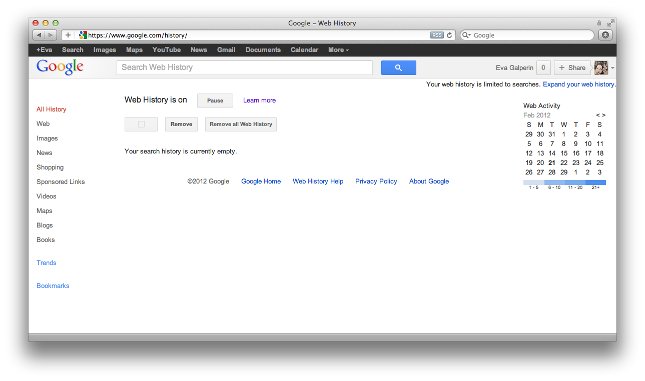 Google - Web History
https://www.google.com/history/
RSS
Google
+Eva Search Images Maps YouTube News Gmail Documents Calendar More
Google
Search Web History
Eva Galperin
0
+ Share
Your web history is limited to searches. Expand your web history.
Web History is on
Pause
Learn more
Remove
Remove all Web History
Your search history is currently empty.
All History
Web
Images
News
Shopping
Sponsored Links
Videos
Maps
Blogs
Books
Trends
Bookmarks
Web Activity
Feb 2012 < >
S M T W T F S
29 30 31 1 2 3 4
5 6 7 8 9 10 11
12 13 14 15 16 17 18
19 20 21 22 23 24 25
26 27 28 29 1 2 3
1 - 5 6 - 10 11 - 20 21+
©2012 Google Google Home Web History Help Privacy Policy About Google